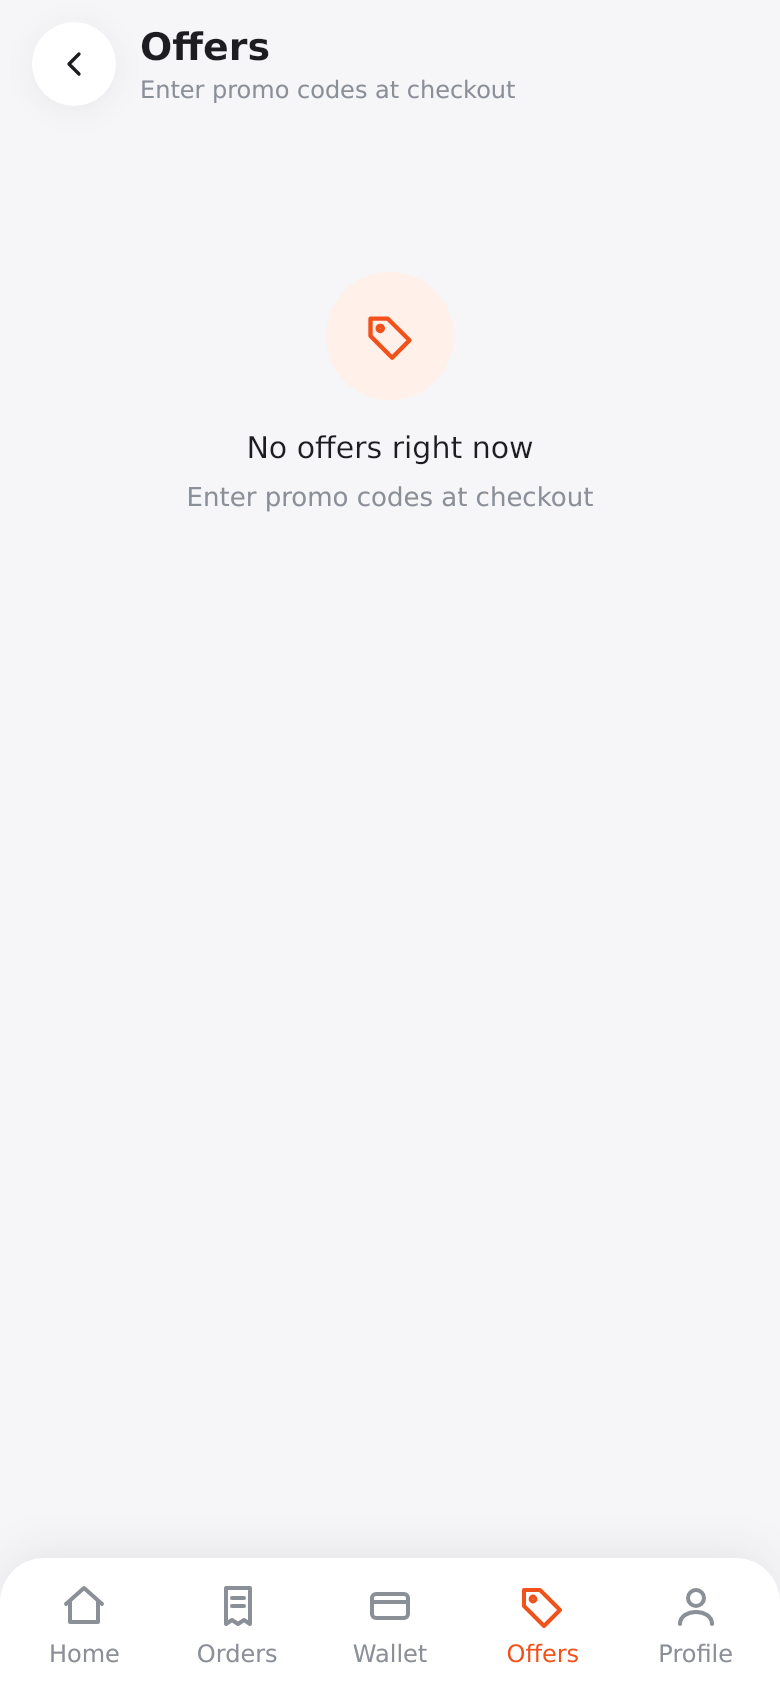 Offers
Enter promo codes at checkout
No offers right now
Enter promo codes at checkout
Home
Orders
Wallet
Offers
Profile